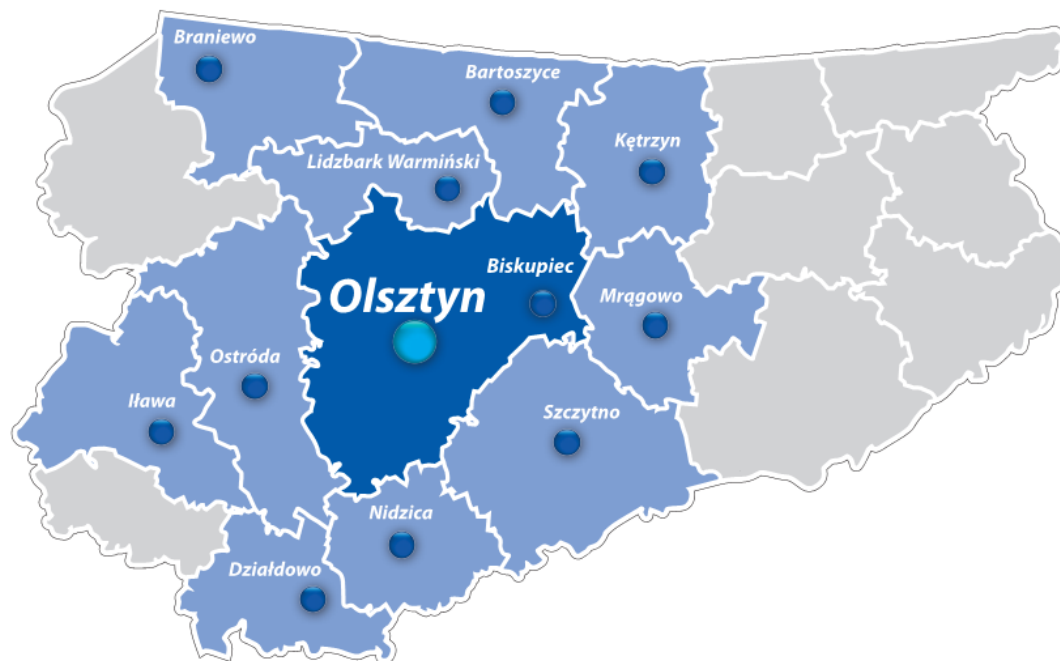 Braniewo
Bartoszyce
Kętrzyn
Lidzbark Warmiński
Biskupiec
Olsztyn
Mrągowo
Ostróda
Iława
Szczytno
Nidzica
Działdowo